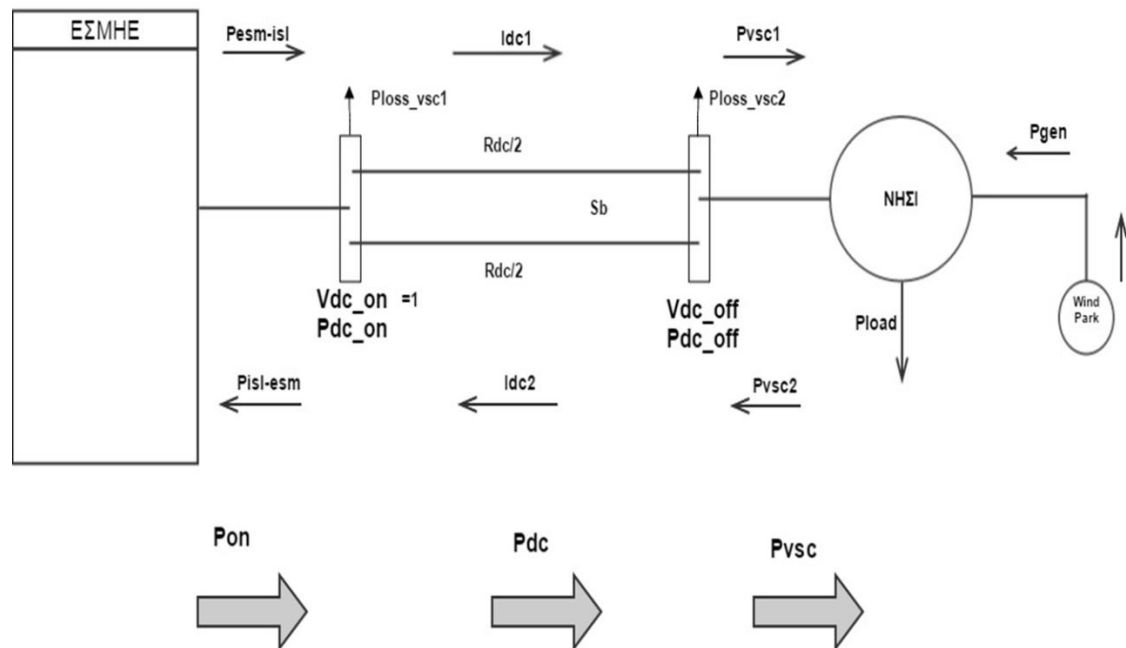 ΕΣΜΗΕ
Pesm-isl
Idc1
Pvsc1
Ploss_vsc1
Ploss_vsc2
Rdc/2
Pgen
Sb
ΝΗΣΙ
Rdc/2
Vdc_on =1
Pdc_on
Vdc_off
Pdc_off
Pload
Wind
Park
Pisl-esm
Idc2
Pvsc2
Pon
Pdc
Pvsc